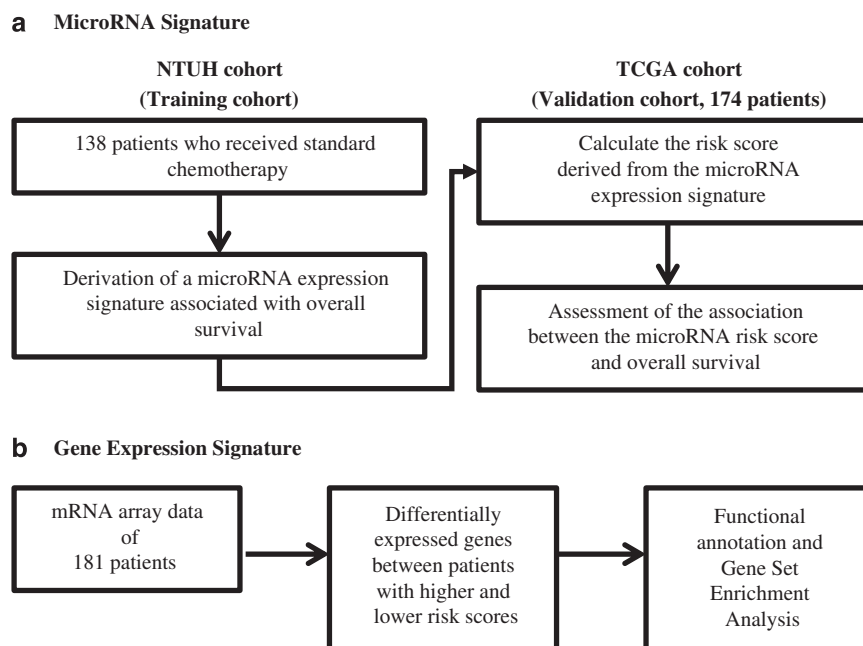 a MicroRNA Signature
NTUH cohort
(Training cohort)
138 patients who received standard
chemotherapy
Derivation of a microRNA expression
signature associated with overall
survival
TCGA cohort
(Validation cohort, 174 patients)
Calculate the risk score
derived from the microRNA
expression signature
Assessment of the association
between the microRNA risk score
and overall survival
b Gene Expression Signature
mRNA array data
of
181 patients
Differentially
expressed genes
between patients
with higher and
lower risk scores
Functional
annotation and
Gene Set
Enrichment
Analysis